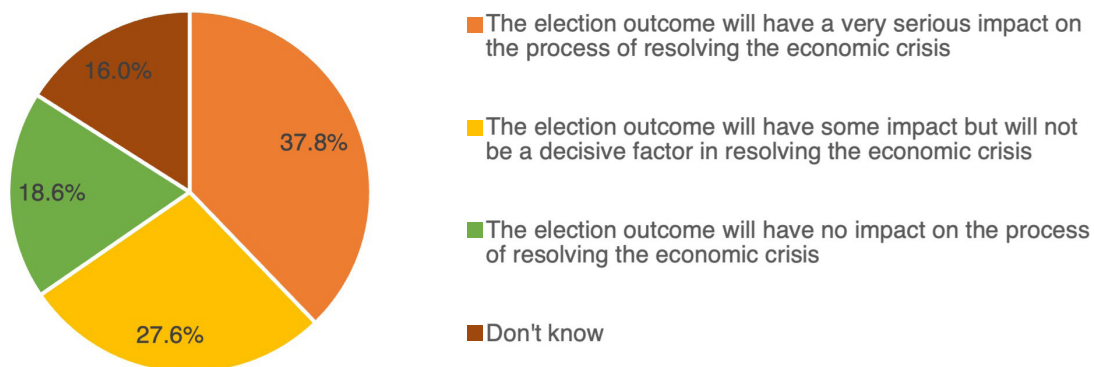 The election outcome will have a very serious impact on
the process of resolving the economic crisis
16.0%
37.8%
The election outcome will have some impact but will not
be a decisive factor in resolving the economic crisis
18.6%
The election outcome will have no impact on the process
of resolving the economic crisis
27.6%
Don't know